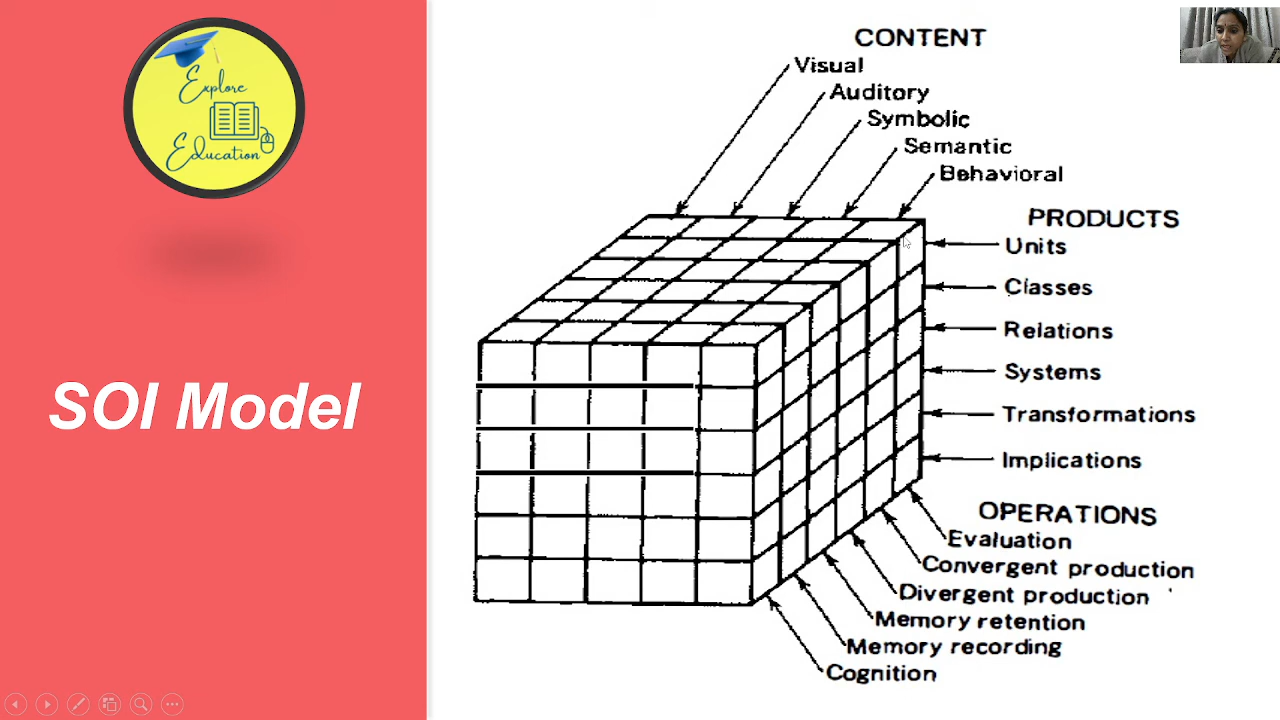 Explore
Education
SOI Model
CONTENT
Visual
Auditory
Symbolic
Semantic
Behavioral
PRODUCTS
Units
Classes
Relations
Systems
Transformations
Implications
OPERATIONS
Evaluation
Convergent production
Divergent production
Memory retention
Memory recording
Cognition